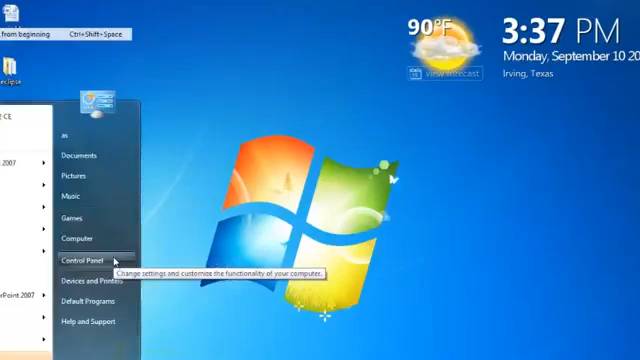 from beginning Ctrl+Shift+Space
90°F
3:37 PM
Monday, September 10 20
view forecast
Irving, Texas
eclipse
CE
as
Documents
2007
Pictures
Music
Games
Computer
Control Panel
Change settings and customize the functionality of your computer.
Devices and Printers
Point 2007
Default Programs
Help and Support